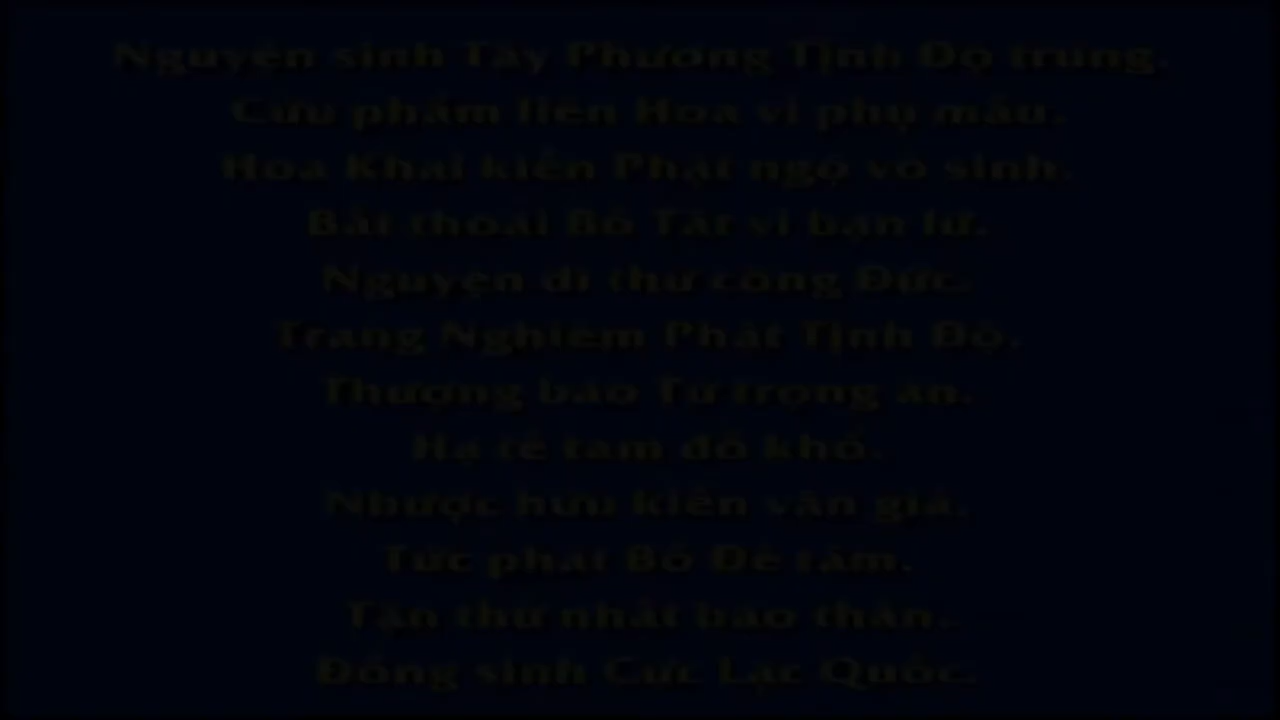 Nguyện sinh Tây Phương Tịnh Độ trung.
Cửu phẩm liên Hoa vi phụ mẫu.
Hoa Khai kiến Phật ngộ vô sinh.
Bất thoái Bồ Tát vi bạn lữ.
Nguyện dĩ thử công Đức.
Trang Nghiêm Phật Tịnh Độ.
Thượng báo Tứ trọng ân.
Hạ tế tam đồ khổ.
Nhược hữu kiến văn giả.
Tức phát Bồ Đề tâm.
Tận thử nhất báo thân.
Đồng sinh Cực Lạc Quốc.